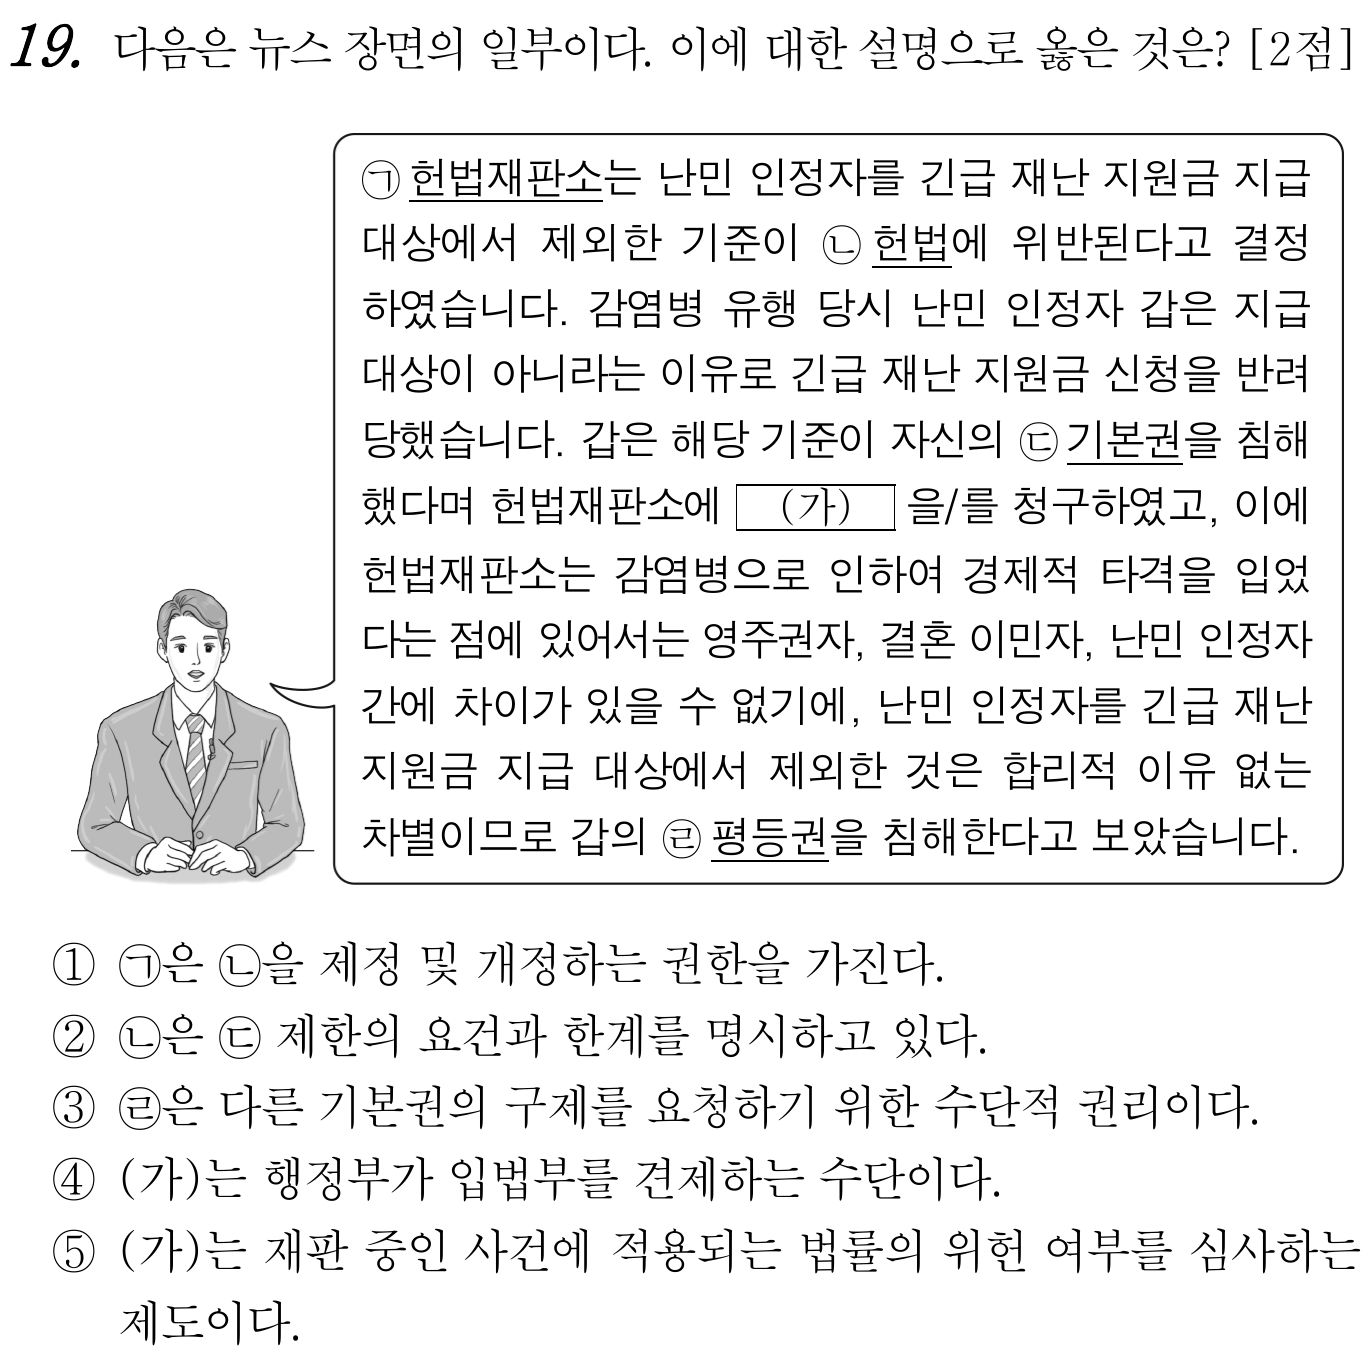 19. 다음은 뉴스 장면의 일부이다. 이에 대한 설명으로 옳은 것은? [2점]
㉠ 헌법재판소는 난민 인정자를 긴급 재난 지원금 지급
대상에서 제외한 기준이 ㉡ 헌법에 위반된다고 결정
하였습니다. 감염병 유행 당시 난민 인정자 갑은 지급
대상이 아니라는 이유로 긴급 재난 지원금 신청을 반려
당했습니다. 갑은 해당 기준이 자신의 ㉢ 기본권을 침해
했다며 헌법재판소에 (가) 을/를 청구하였고, 이에
헌법재판소는 감염병으로 인하여 경제적 타격을 입었
다는 점에 있어서는 영주권자, 결혼 이민자, 난민 인정자
간에 차이가 있을 수 없기에, 난민 인정자를 긴급 재난
지원금 지급 대상에서 제외한 것은 합리적 이유 없는
차별이므로 갑의 ㉣ 평등권을 침해한다고 보았습니다.
① ㉠은 ㉡을 제정 및 개정하는 권한을 가진다.
② ㉡은 ㉢ 제한의 요건과 한계를 명시하고 있다.
③ ㉣은 다른 기본권의 구제를 요청하기 위한 수단적 권리이다.
④ (가)는 행정부가 입법부를 견제하는 수단이다.
⑤ (가)는 재판 중인 사건에 적용되는 법률의 위헌 여부를 심사하는
제도이다.